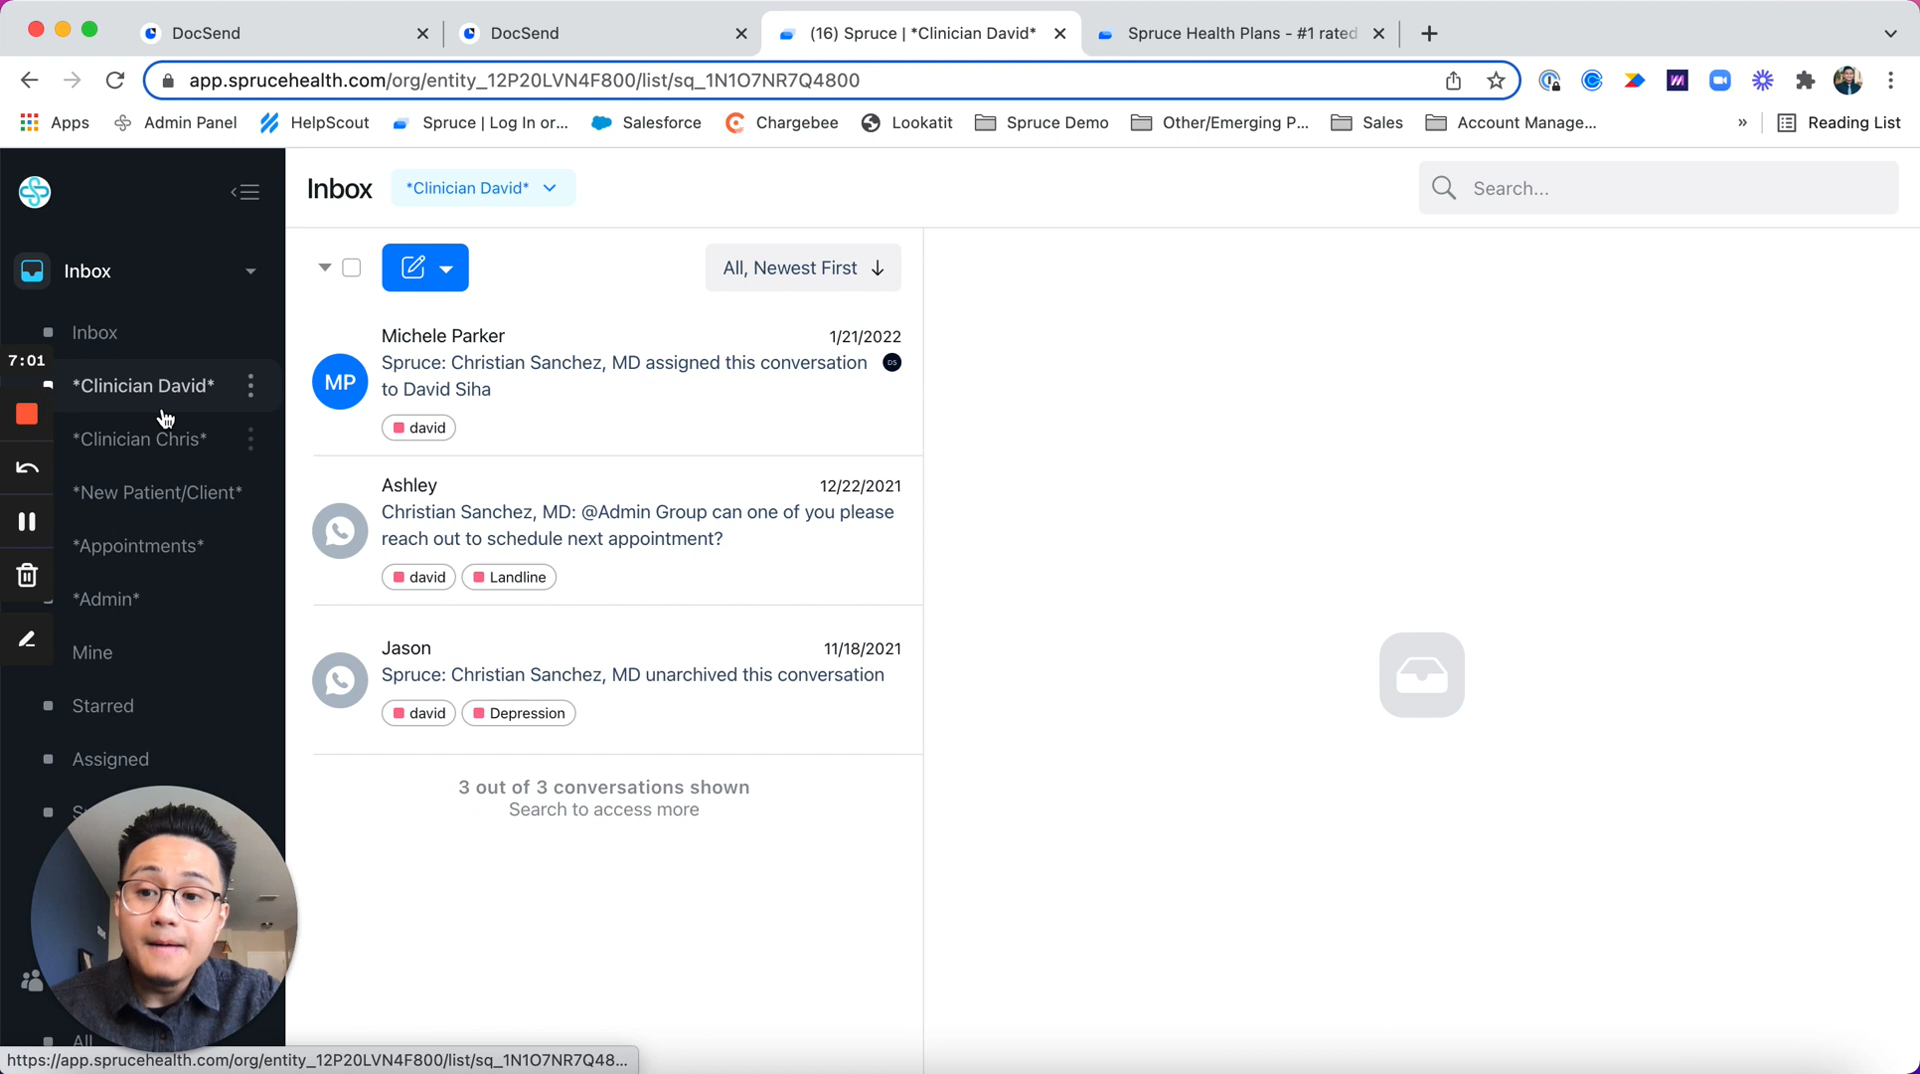 DocSend
DocSend
(16) Spruce | *Clinician David*
Spruce Health Plans - #1 rated
app.sprucehealth.com/org/entity_12P20LVN4F800/list/sq_1N1O7NR7Q4800
Apps
Admin Panel
HelpScout
Spruce | Log In or...
Salesforce
Chargebee
Lookatit
Spruce Demo
Other/Emerging P...
Sales
Account Manage...
»
Reading List
Inbox
*Clinician David*
Search...
Inbox
Inbox
7:01
*Clinician David*
*Clinician Chris*
*New Patient/Client*
*Appointments*
*Admin*
Mine
Starred
Assigned
All
All, Newest First
Michele Parker
1/21/2022
Spruce: Christian Sanchez, MD assigned this conversation
to David Siha
DS
MP
david
Ashley
12/22/2021
Christian Sanchez, MD: @Admin Group can one of you please
reach out to schedule next appointment?
david
Landline
Jason
11/18/2021
Spruce: Christian Sanchez, MD unarchived this conversation
david
Depression
3 out of 3 conversations shown
Search to access more
https://app.sprucehealth.com/org/entity_12P20LVN4F800/list/sq_1N1O7NR7Q48...